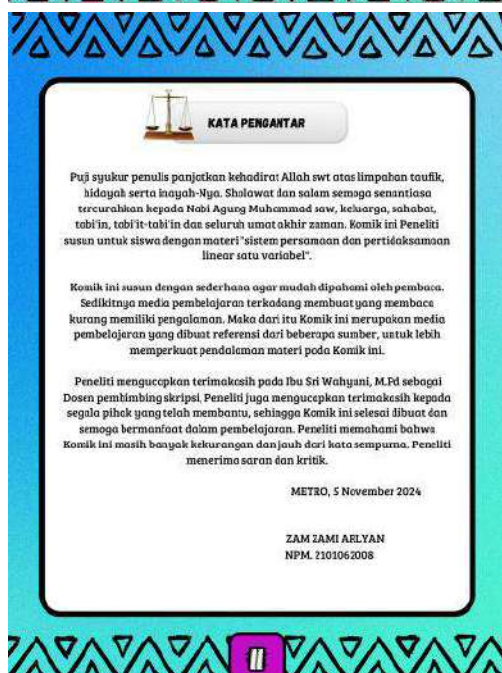 KATA PENGANTAR
Puji syukur penulis panjatkan kehadirat Allah swt atas limpahan taufik,
hidayah serta inayah-Nya. Sholawat dan salam semoga senantiasa
tercurahkan kepada Nabi Agung Muhammad saw, keluarga, sahabat,
tabi'in, tabi'it-tabi'in dan seluruh umat akhir zaman. Komik ini Peneliti
susun untuk siswa dengan materi "sistem persamaan dan pertidaksamaan
linear satu variabel".
Komik ini susun dengan sederhana agar mudah dipahami oleh pembaca.
Sedikitnya media pembelajaran terkadang membuat yang membaca
kurang memiliki pengalaman. Maka dari itu Komik ini merupakan media
pembelajaran yang dibuat referensi dari beberapa sumber, untuk lebih
memperkuat pendalaman materi pada Komik ini.
Peneliti mengucapkan terimakasih pada Ibu Sri Wahyuni, M.Pd sebagai
Dosen pembimbing skripsi. Peneliti juga mengucapkan terimakasih kepada
segala pihak yang telah membantu, sehingga Komik ini selesai dibuat dan
semoga bermanfaat dalam pembelajaran. Peneliti memahami bahwa
Komik ini masih banyak kekurangan dan jauh dari kata sempurna. Peneliti
menerima saran dan kritik.
METRO, 5 November 2024
ZAM ZAMI ARLYAN
NPM. 2101062008
II